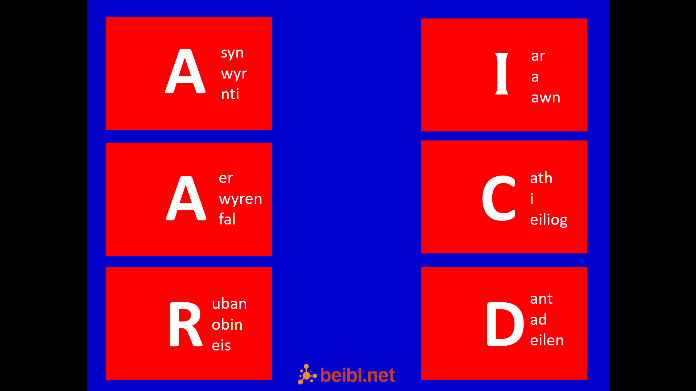 A
syn
wyr
nti
I
ar
a
awn
A
er
wyren
fal
C
ath
i
eiliog
R
uban
obin
eis
D
ant
ad
eilen
beibl.net